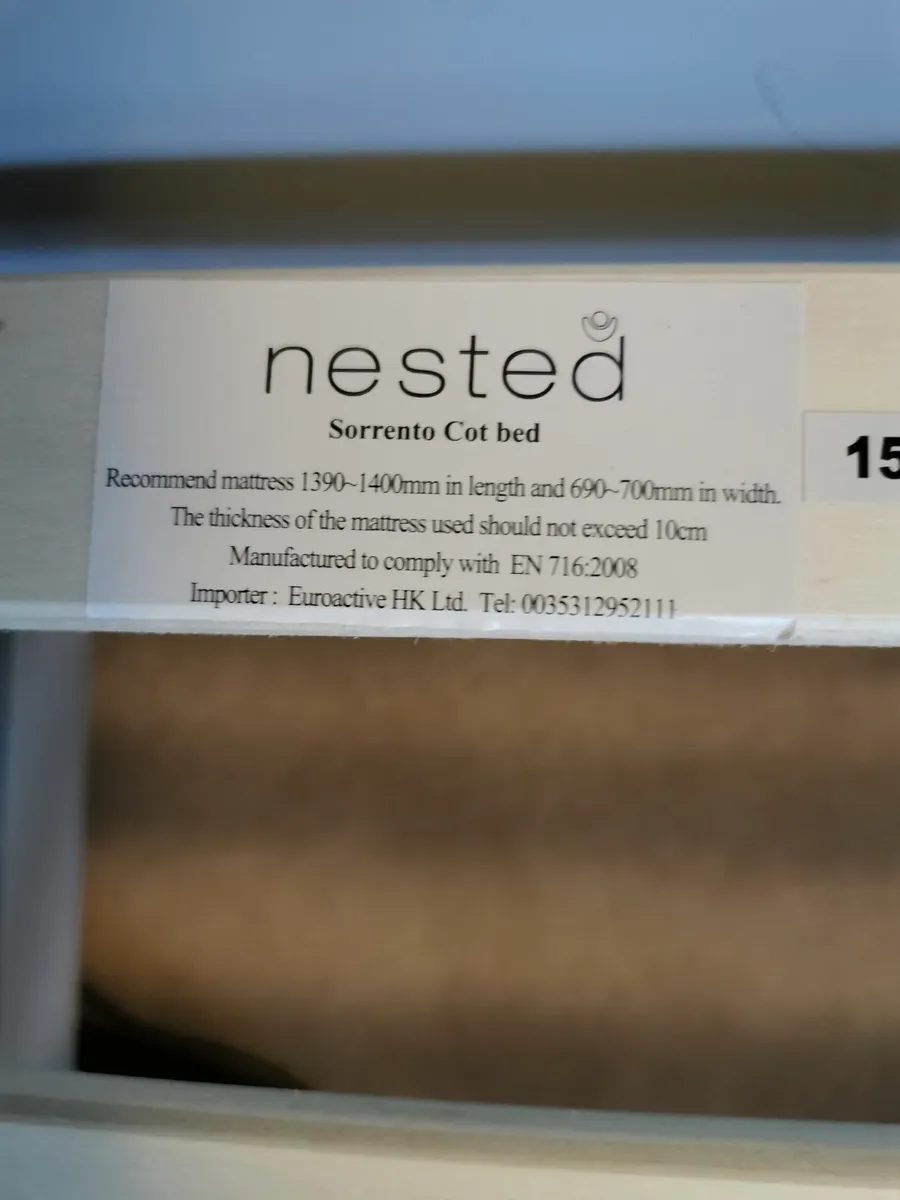 nested
Sorrento Cot bed
Recommend mattress 1390~1400mm in length and 690~700mm in width.
The thickness of the mattress used should not exceed 10cm
Manufactured to comply with EN 716:2008
Importer : Euroactive HK Ltd. Tel: 0035312952111
15